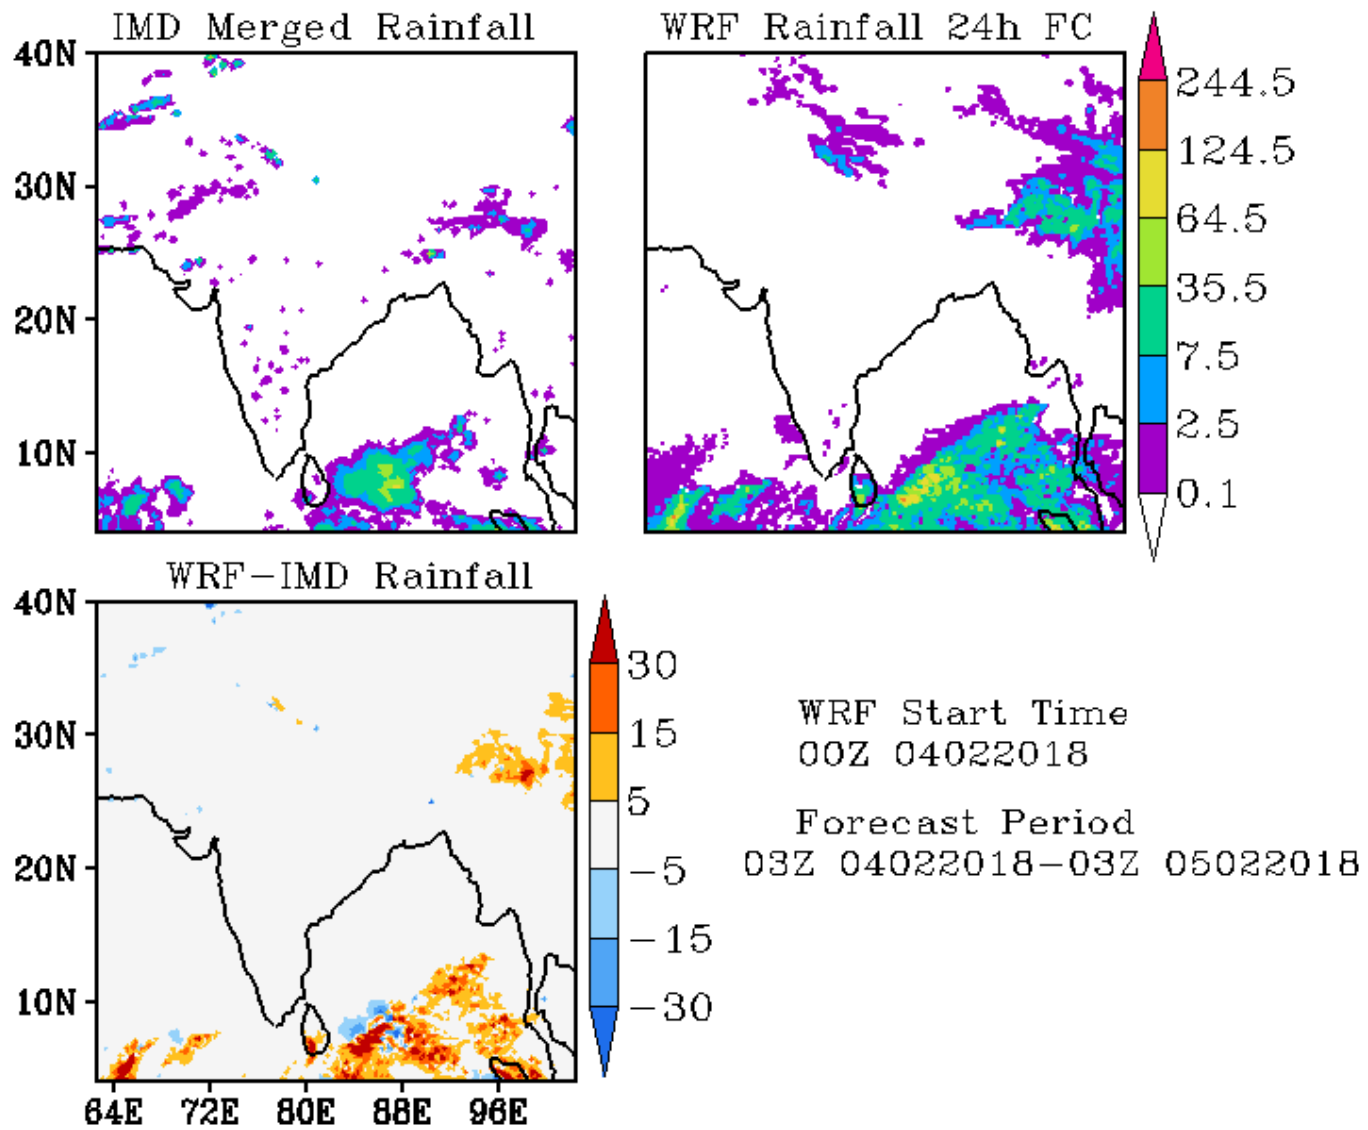 IMD Merged Rainfall
WRF Rainfall 24h FC
40N
30N
20N
10N
244.5
124.5
64.5
35.5
7.5
2.5
0.1
WRF-IMD Rainfall
40N
30N
20N
10N
64E 72E 80E 88E 96E
30
15
5
-5
-15
-30
WRF Start Time
00Z 04022018
Forecast Period
03Z 04022018-03Z 05022018